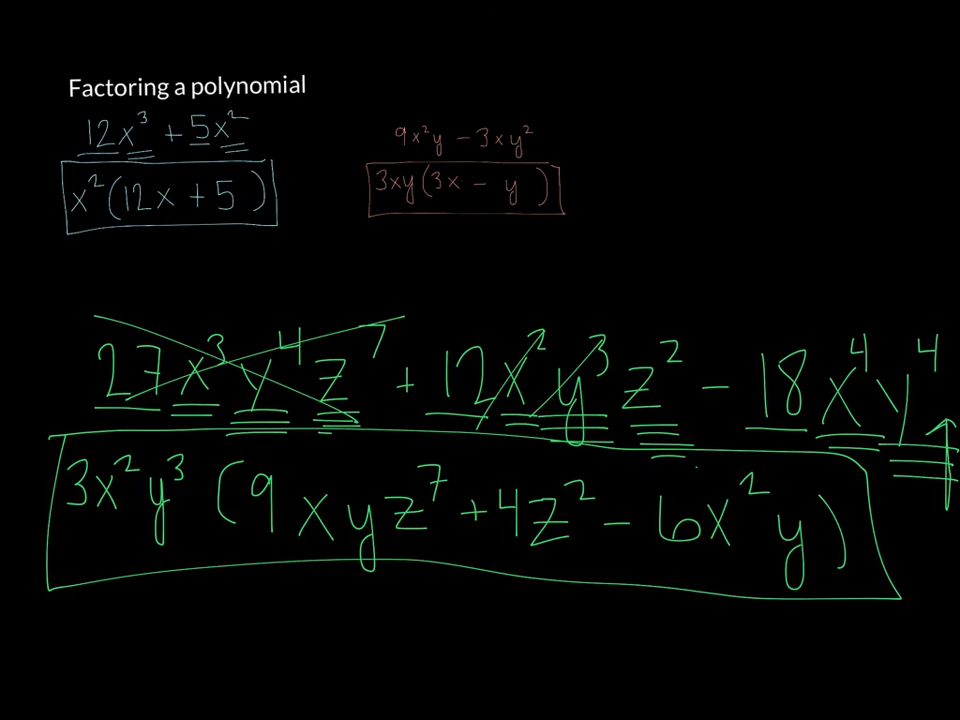 Factoring a polynomial
12x³ + 5x²
x²(12x + 5)
9x²y − 3xy²
3xy(3x − y)
27x³y⁴z⁷ + 12x²y³z² − 18x⁴y⁴
3x²y³(9xyz⁷ + 4z² − 6x²y)